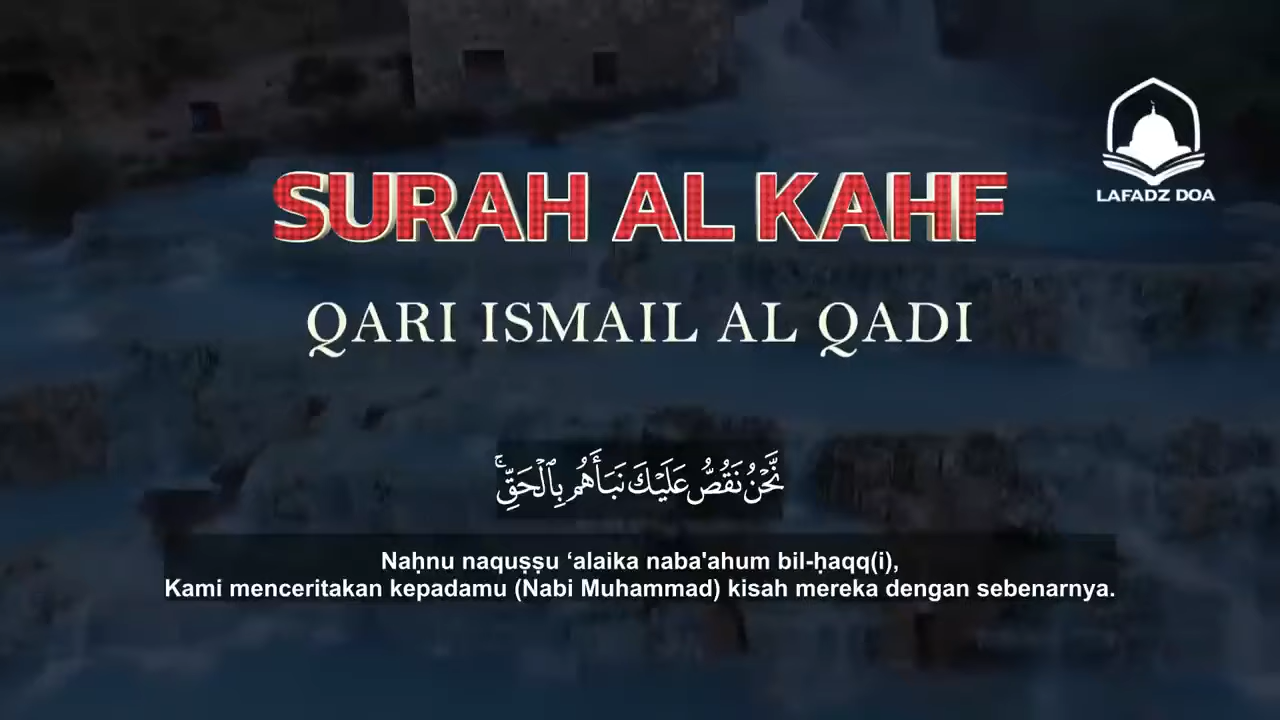 LAFADZ DOA
SURAH AL KAHF
QARI ISMAIL AL QADI
نَّحْنُ نَقُصُّ عَلَيْكَ نَبَأَهُم بِٱلْحَقِّۚ
Naḥnu naquṣṣu ‘alaika naba'ahum bil-ḥaqq(i),
Kami menceritakan kepadamu (Nabi Muhammad) kisah mereka dengan sebenarnya.